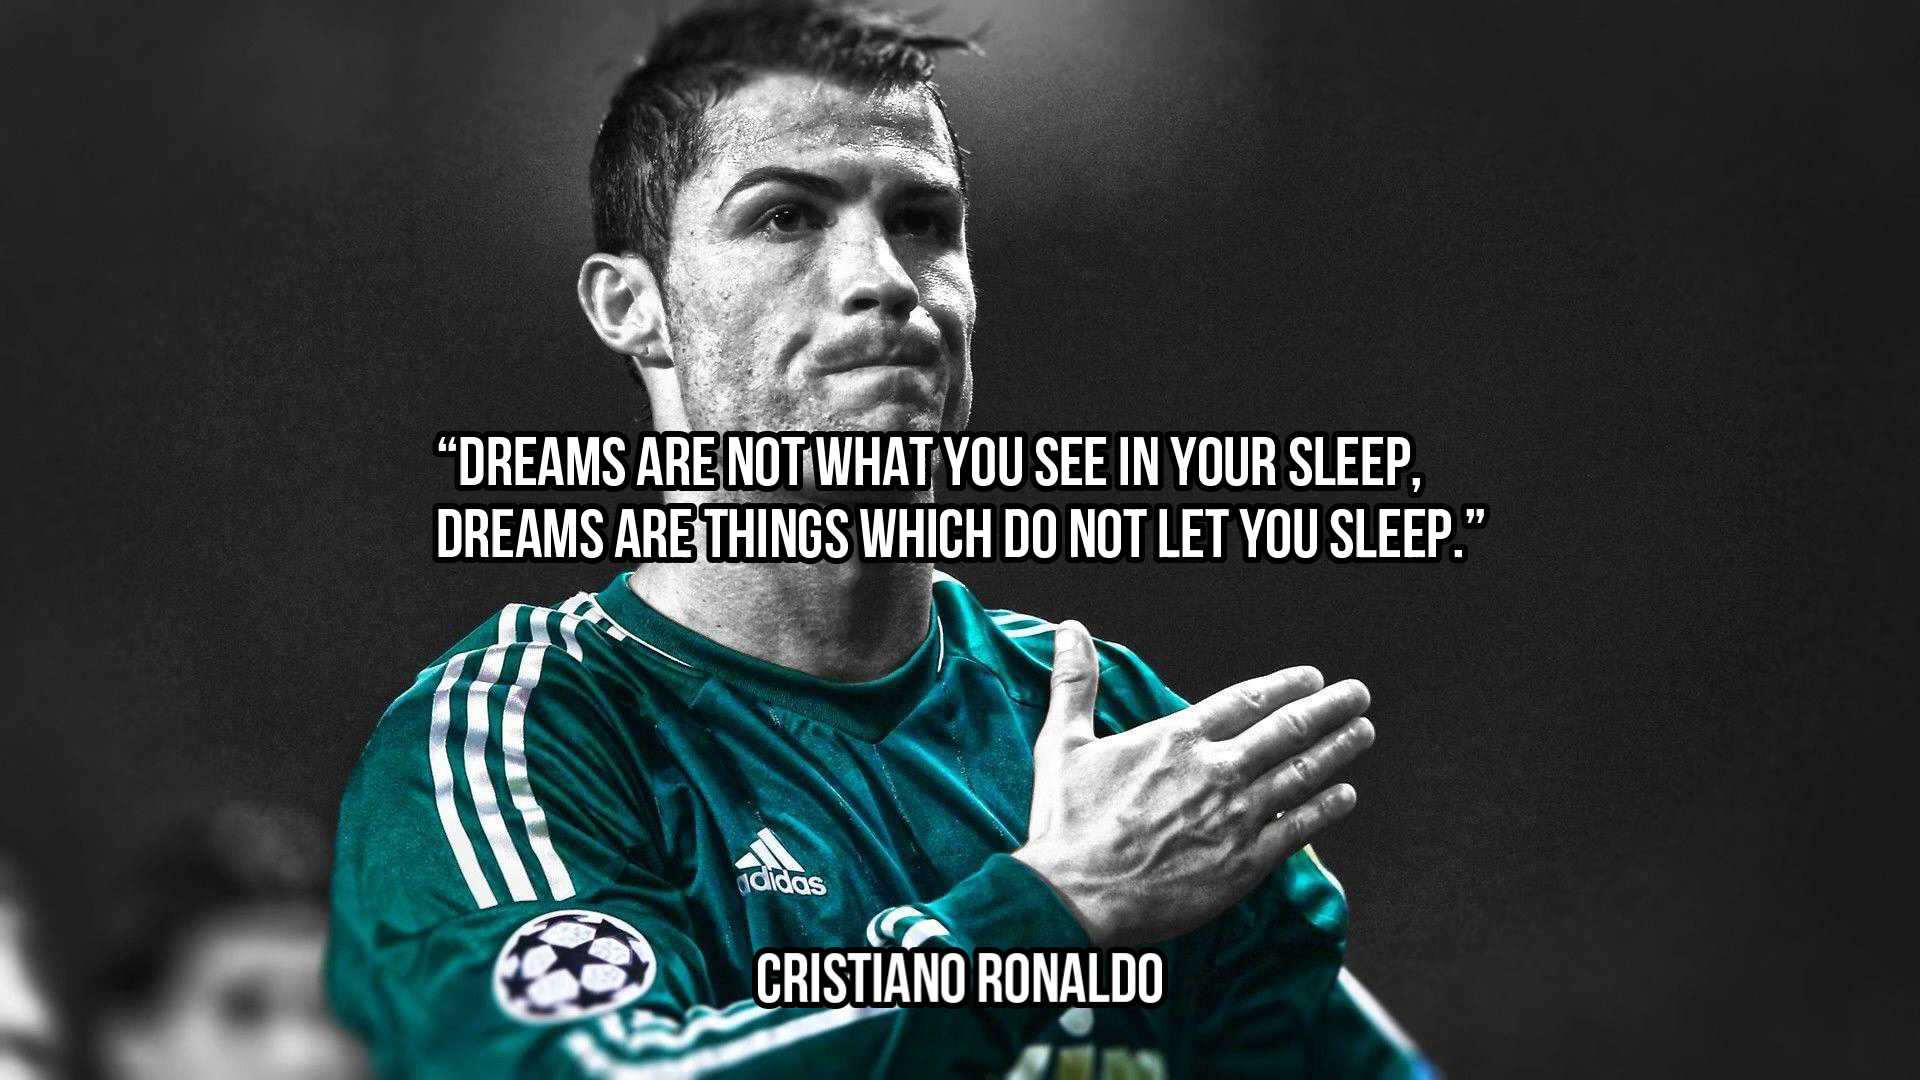 “DREAMS ARE NOT WHAT YOU SEE IN YOUR SLEEP,
DREAMS ARE THINGS WHICH DO NOT LET YOU SLEEP.”
adidas
CRISTIANO RONALDO